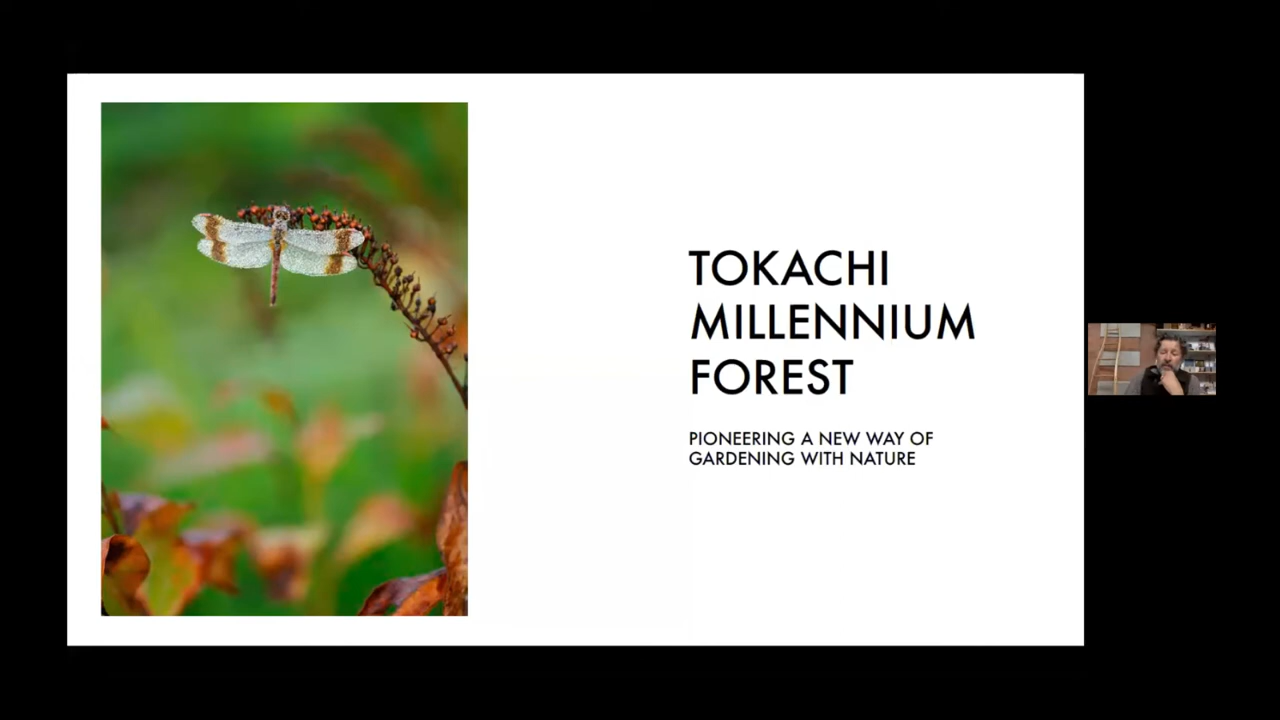 TOKACHI
MILLENNIUM
FOREST
PIONEERING A NEW WAY OF
GARDENING WITH NATURE